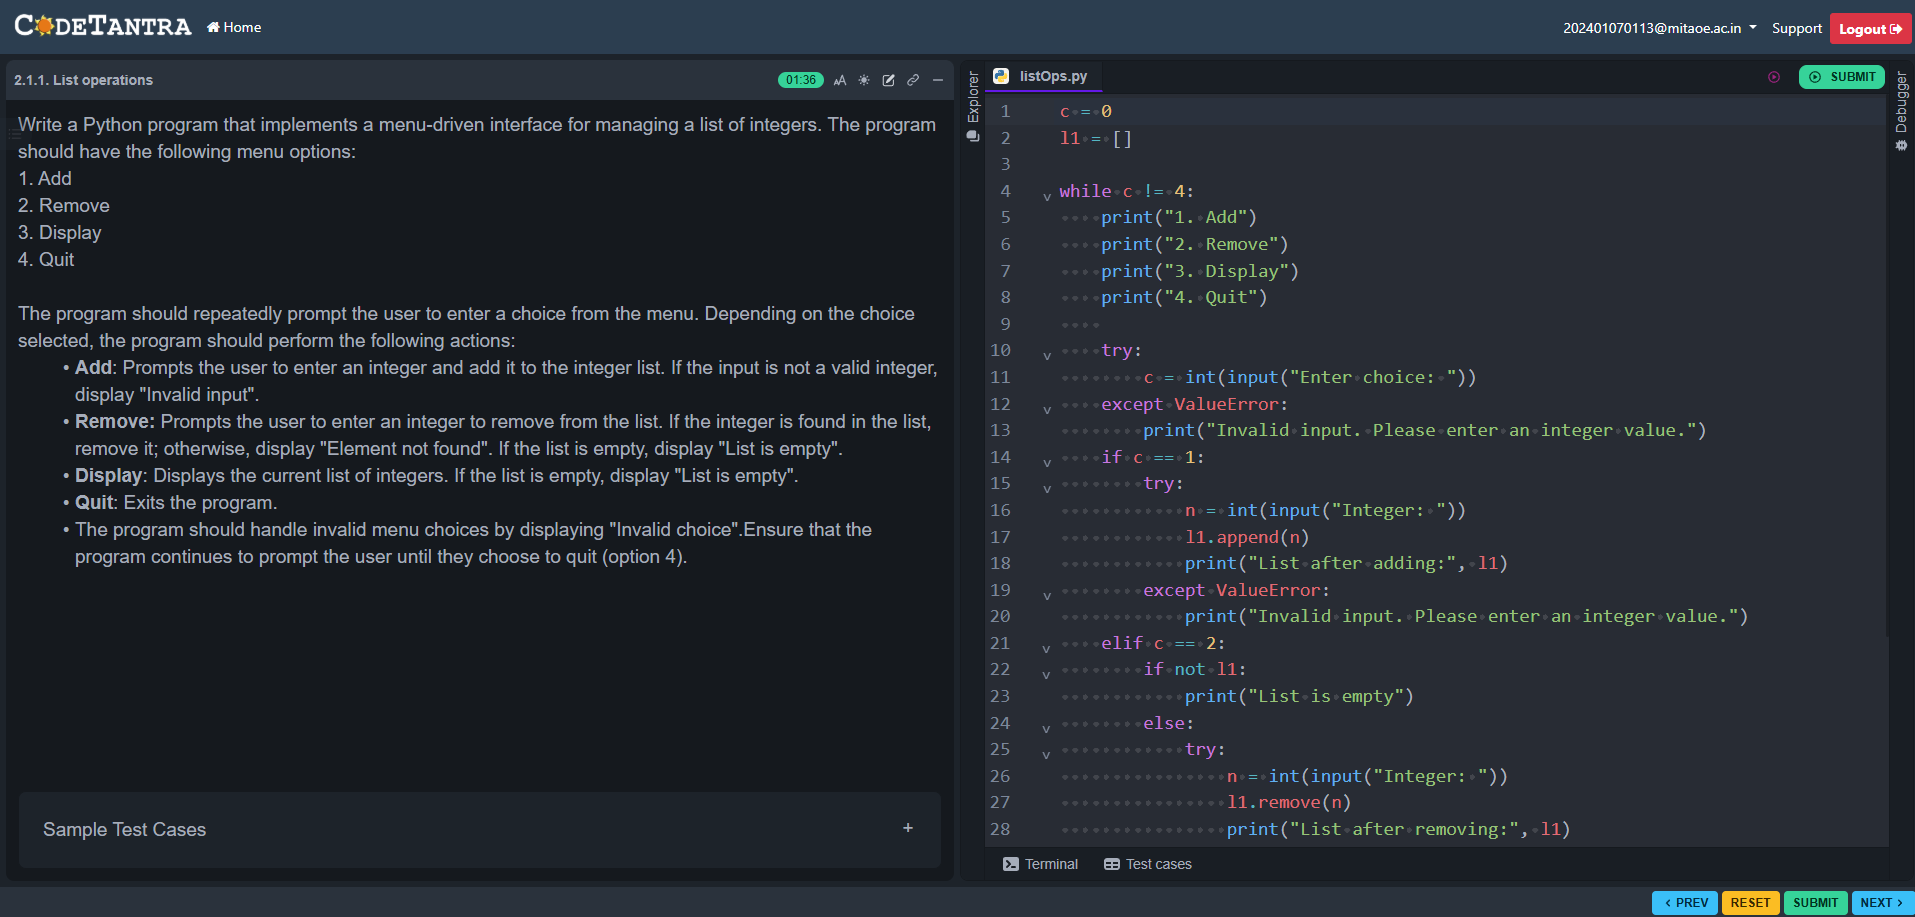 CODETANTRA
Home
202401070113@mitaoe.ac.in
Support
Logout
2.1.1. List operations
01:36
AA
Write a Python program that implements a menu-driven interface for managing a list of integers. The program
should have the following menu options:
1. Add
2. Remove
3. Display
4. Quit
The program should repeatedly prompt the user to enter a choice from the menu. Depending on the choice
selected, the program should perform the following actions:
• Add: Prompts the user to enter an integer and add it to the integer list. If the input is not a valid integer,
display "Invalid input".
• Remove: Prompts the user to enter an integer to remove from the list. If the integer is found in the list,
remove it; otherwise, display "Element not found". If the list is empty, display "List is empty".
• Display: Displays the current list of integers. If the list is empty, display "List is empty".
• Quit: Exits the program.
• The program should handle invalid menu choices by displaying "Invalid choice".Ensure that the
program continues to prompt the user until they choose to quit (option 4).
Sample Test Cases
+
Explorer
listOps.py
SUBMIT
Debugger
1 c = 0
2 l1 = []
3
4 while c != 4:
5     print("1. Add")
6     print("2. Remove")
7     print("3. Display")
8     print("4. Quit")
9
10     try:
11         c = int(input("Enter choice: "))
12     except ValueError:
13         print("Invalid input. Please enter an integer value.")
14     if c == 1:
15         try:
16             n = int(input("Integer: "))
17             l1.append(n)
18             print("List after adding:", l1)
19         except ValueError:
20             print("Invalid input. Please enter an integer value.")
21     elif c == 2:
22         if not l1:
23             print("List is empty")
24         else:
25             try:
26                 n = int(input("Integer: "))
27                 l1.remove(n)
28                 print("List after removing:", l1)
Terminal
Test cases
< PREV
RESET
SUBMIT
NEXT >